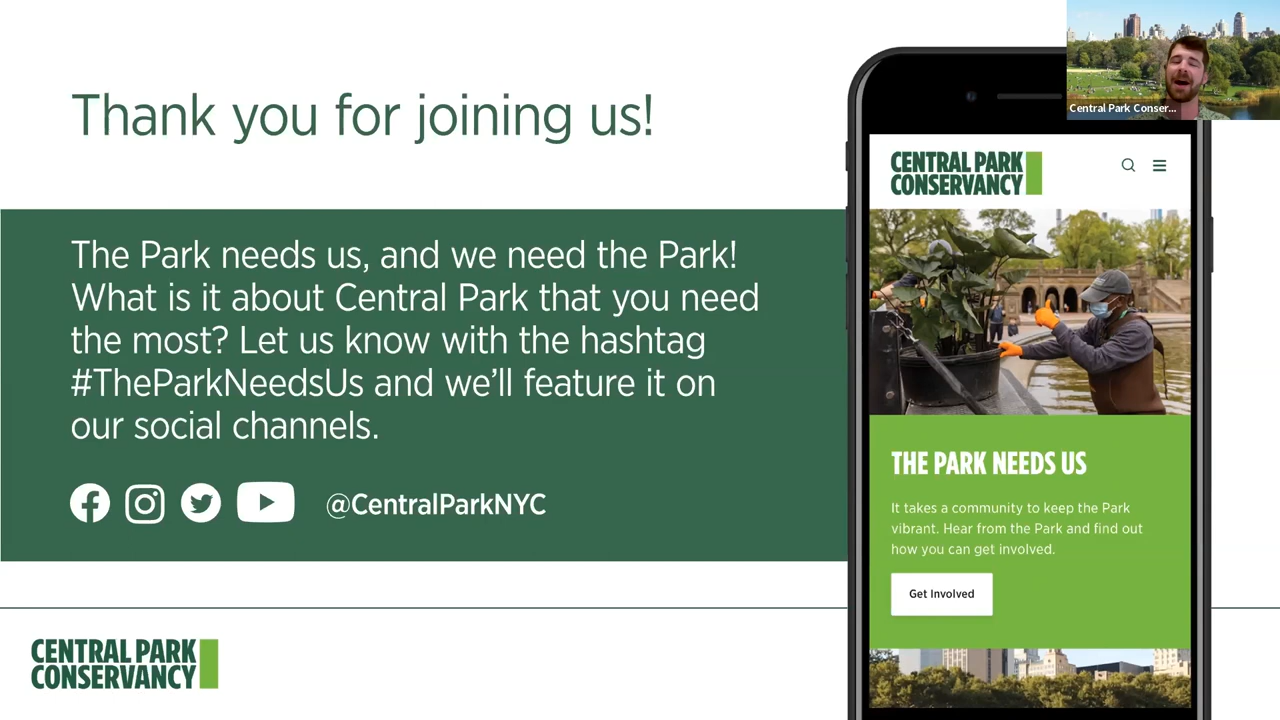 Thank you for joining us!
The Park needs us, and we need the Park!
What is it about Central Park that you need
the most? Let us know with the hashtag
#TheParkNeedsUs and we’ll feature it on
our social channels.
@CentralParkNYC
CENTRAL PARK
CONSERVANCY
Central Park Conser...
CENTRAL PARK
CONSERVANCY
THE PARK NEEDS US
It takes a community to keep the Park
vibrant. Hear from the Park and find out
how you can get involved.
Get Involved